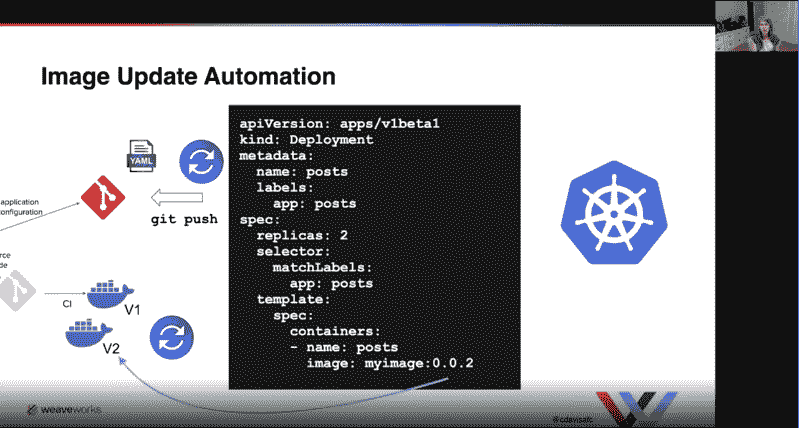 Image Update Automation
YAML
application
configuration
git push
CI
V1
V2
apiVersion: apps/v1beta1
kind: Deployment
metadata:
name: posts
labels:
app: posts
spec:
replicas: 2
selector:
matchLabels:
app: posts
template:
spec:
containers:
- name: posts
image: myimage:0.0.2
weaveworks
@cdavisafc